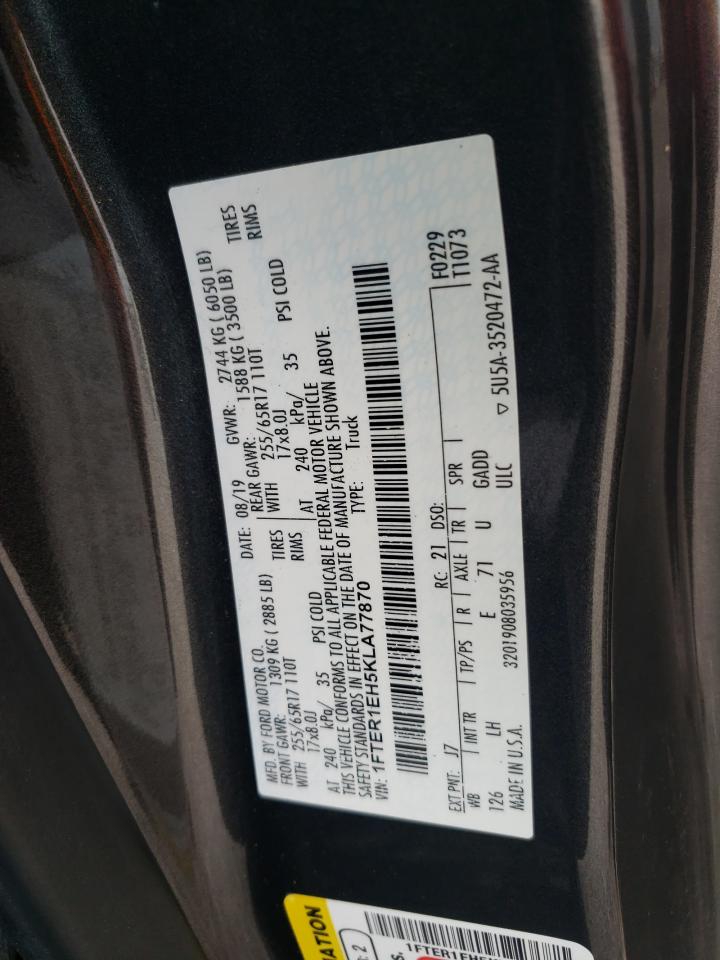 MFD. BY FORD MOTOR CO. DATE: 08/19 GVWR: 2744 KG ( 6050 LB)
FRONT GAWR: 1309 KG ( 2885 LB) REAR GAWR: 1588 KG ( 3500 LB)
WITH 255/65R17 110T TIRES WITH 255/65R17 110T TIRES
17x8.0J RIMS 17x8.0J RIMS
AT 240 kPa/ 35 PSI COLD AT 240 kPa/ 35 PSI COLD
THIS VEHICLE CONFORMS TO ALL APPLICABLE FEDERAL MOTOR VEHICLE
SAFETY STANDARDS IN EFFECT ON THE DATE OF MANUFACTURE SHOWN ABOVE.
VIN: 1FTER1EH5KLA77870 TYPE: Truck
EXT PNT: J7 RC: 21 DSO: F0229
WB INT TR TP/PS R AXLE TR SPR T1073
126 LH E 71 U GADD
MADE IN U.S.A. 3201908035956 ULC ▽ 5U5A-3520472-AA
ATION
: 2
S. 1FTER1EH5K